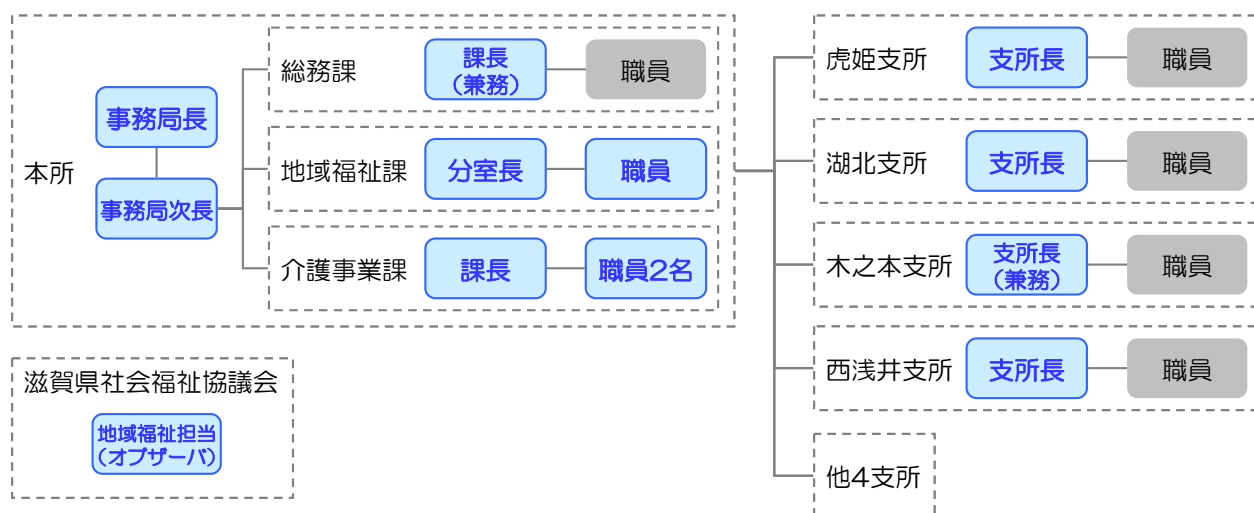 本所
事務局長
事務局次長
総務課
課長
（兼務）
職員
地域福祉課
分室長
職員
介護事業課
課長
職員2名
滋賀県社会福祉協議会
地域福祉担当
（オブザーバ）
虎姫支所
支所長
職員
湖北支所
支所長
職員
木之本支所
支所長
（兼務）
職員
西浅井支所
支所長
職員
他4支所